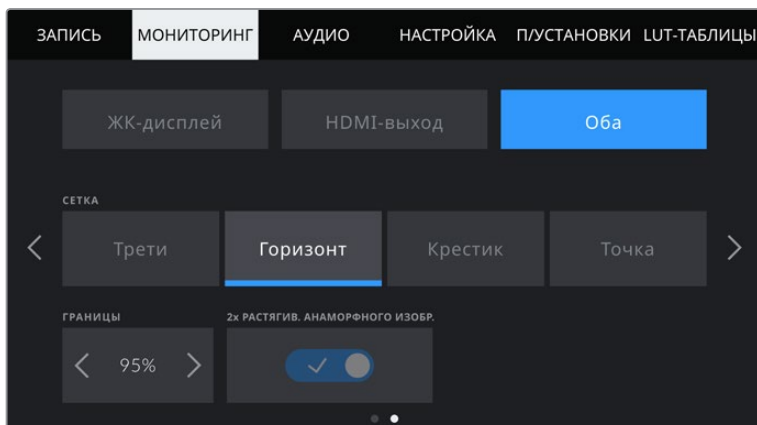 ЗАПИСЬ МОНИТОРИНГ АУДИО НАСТРОЙКА П/УСТАНОВКИ LUT-ТАБЛИЦЫ
ЖК-дисплей HDMI-выход Оба
СЕТКА
Трети Горизонт Крестик Точка
ГРАНИЦЫ 2x РАСТЯГИВ. АНАМОРФНОГО ИЗОБР.
95%